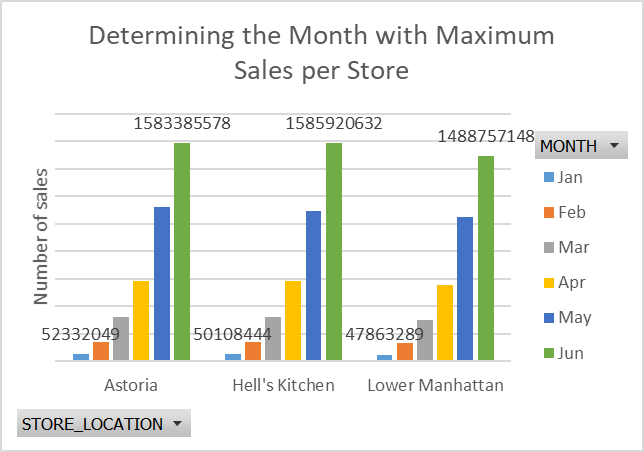 Determining the Month with Maximum
Sales per Store
Number of sales
1583385578
1585920632
1488757148
52332049
50108444
47863289
Astoria
Hell's Kitchen
Lower Manhattan
MONTH
Jan
Feb
Mar
Apr
May
Jun
STORE_LOCATION